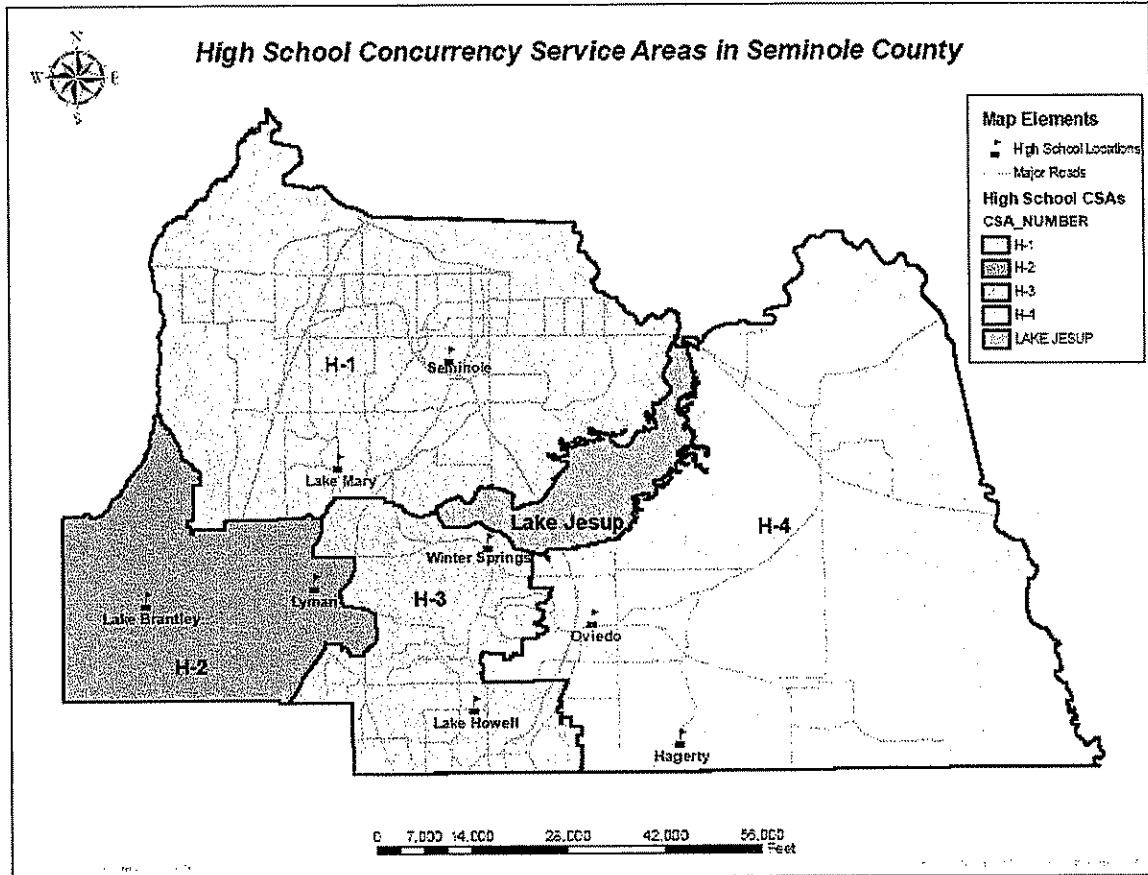 High School Concurrency Service Areas in Seminole County
N
W E
S
Map Elements
High School Locations
Major Roads
High School CSAs
CSA_NUMBER
H-1
H-2
H-3
H-4
LAKE JESUP
H-1
Seminole
Lake Mary
Lake Jesup
H-4
Winter Springs
H-3
Lyman
Lake Brantley
Oviedo
H-2
Lake Howell
Hagerty
0 7,000 14,000 28,000 42,000 56,000
Feet